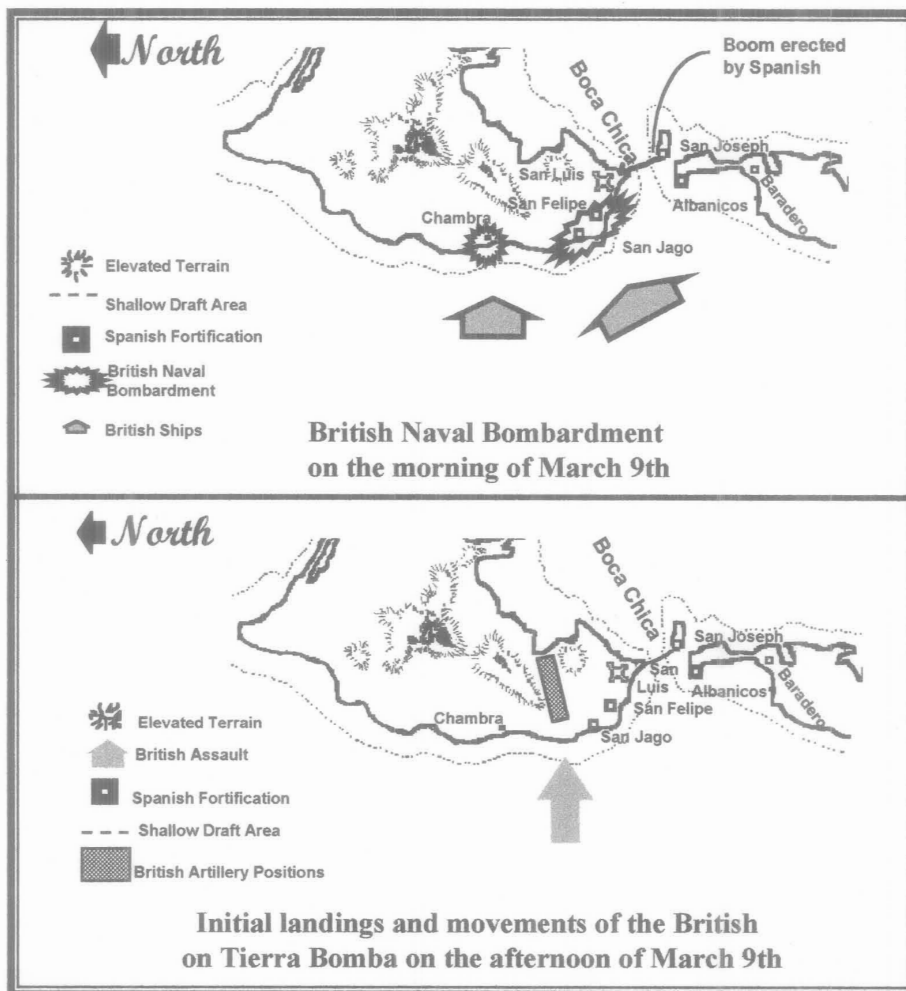 North
Boom erected
by Spanish
Boca Chica
San Joseph
San Luis
San Felipe
Albanicos
Baradero
Chambra
San Jago
Elevated Terrain
Shallow Draft Area
Spanish Fortification
British Naval
Bombardment
British Ships
British Naval Bombardment
on the morning of March 9th
North
Boca Chica
San Joseph
San
Luis
Albanicos
Baradero
San Felipe
Chambra
San Jago
Elevated Terrain
British Assault
Spanish Fortification
Shallow Draft Area
British Artillery Positions
Initial landings and movements of the British
on Tierra Bomba on the afternoon of March 9th